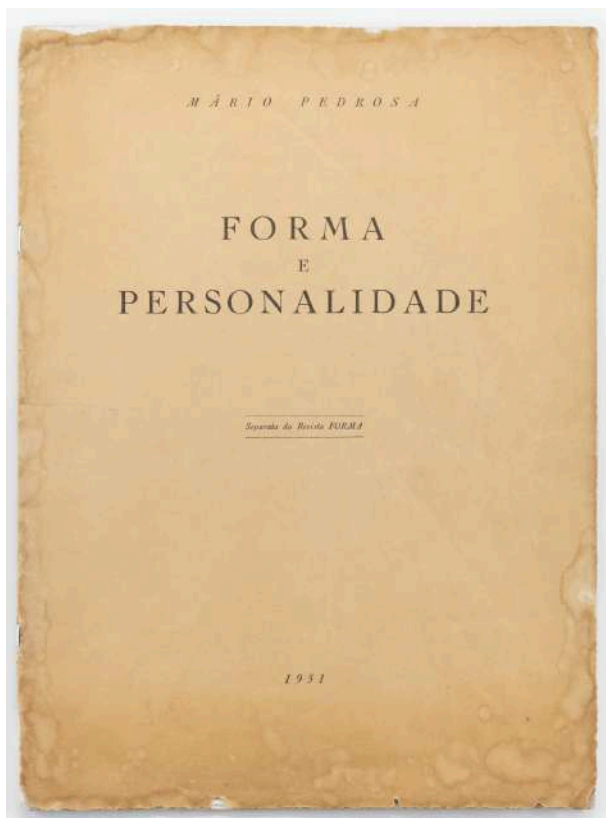 MÁRIO PEDROSA
FORMA
E
PERSONALIDADE
Separata da Revista FORMA
1951